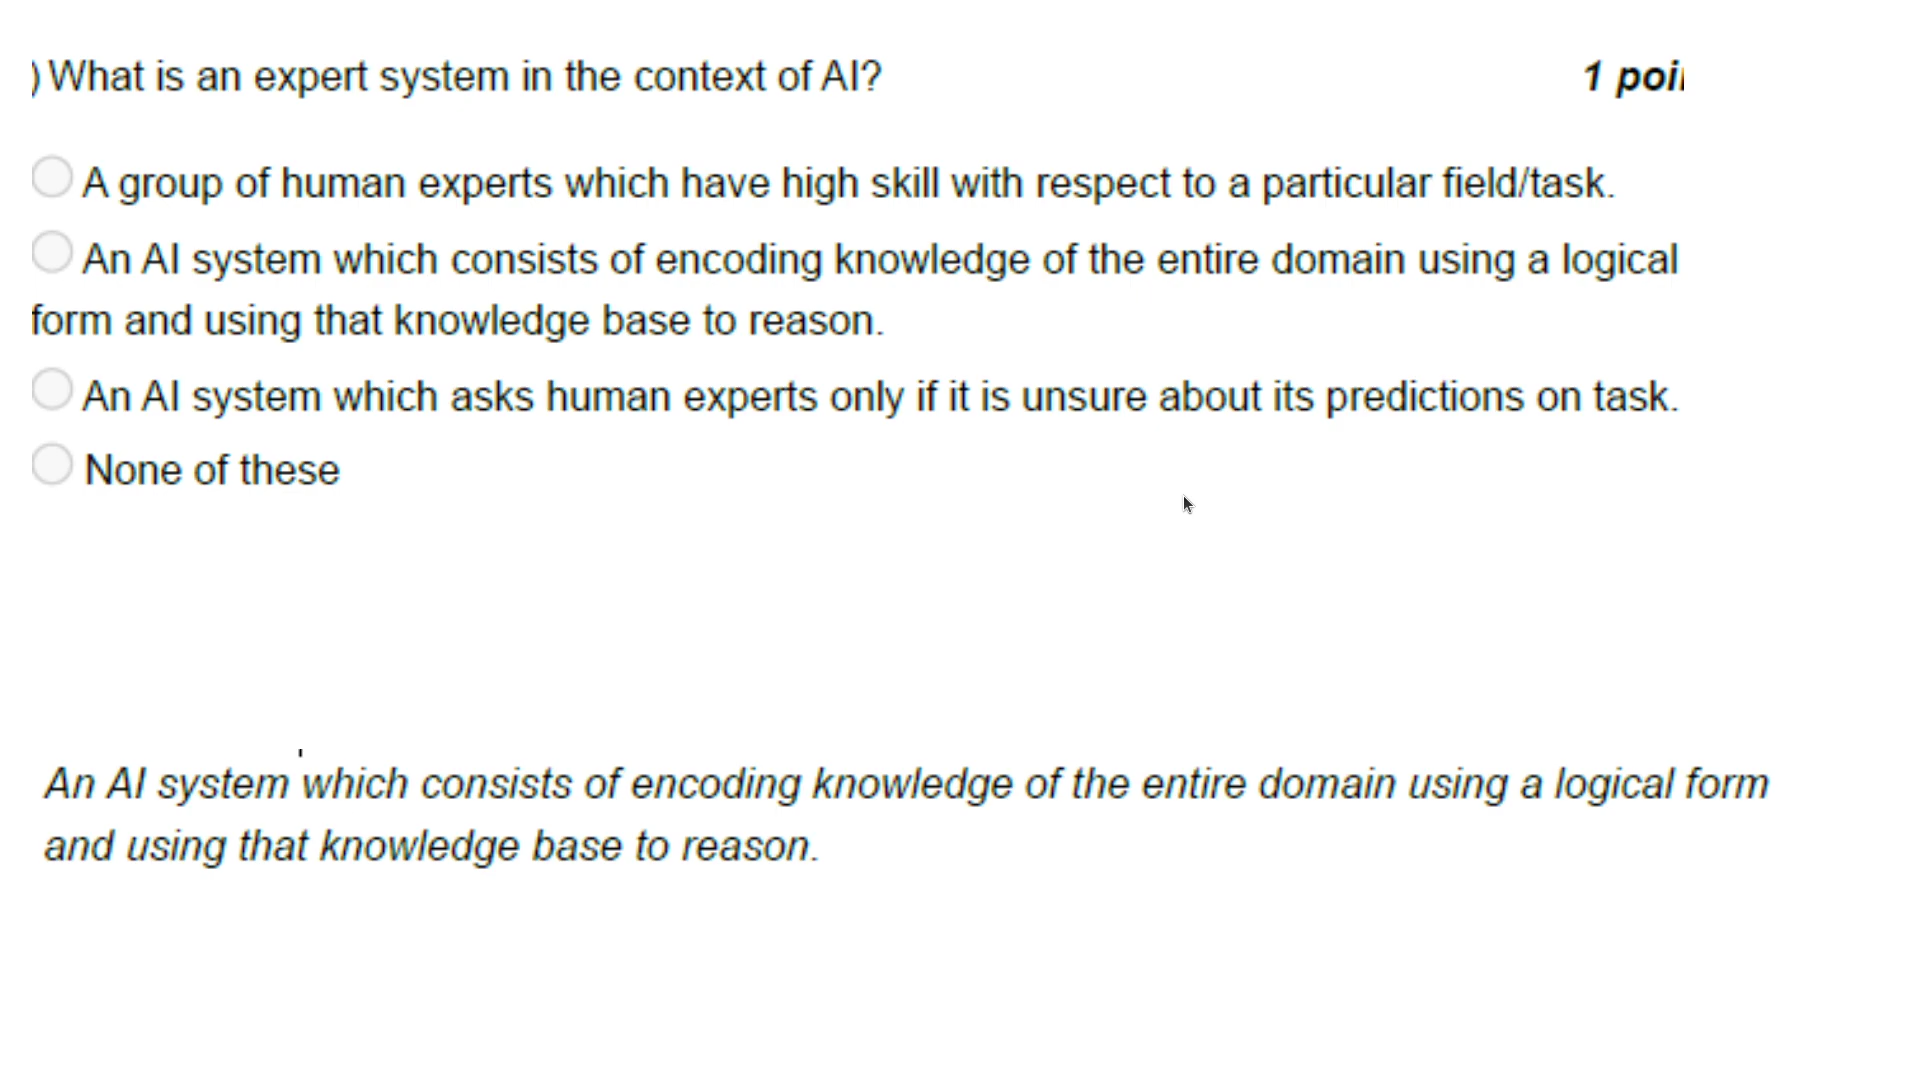 ) What is an expert system in the context of AI?
1 poi
A group of human experts which have high skill with respect to a particular field/task.
An AI system which consists of encoding knowledge of the entire domain using a logical
form and using that knowledge base to reason.
An AI system which asks human experts only if it is unsure about its predictions on task.
None of these
An AI system which consists of encoding knowledge of the entire domain using a logical form
and using that knowledge base to reason.